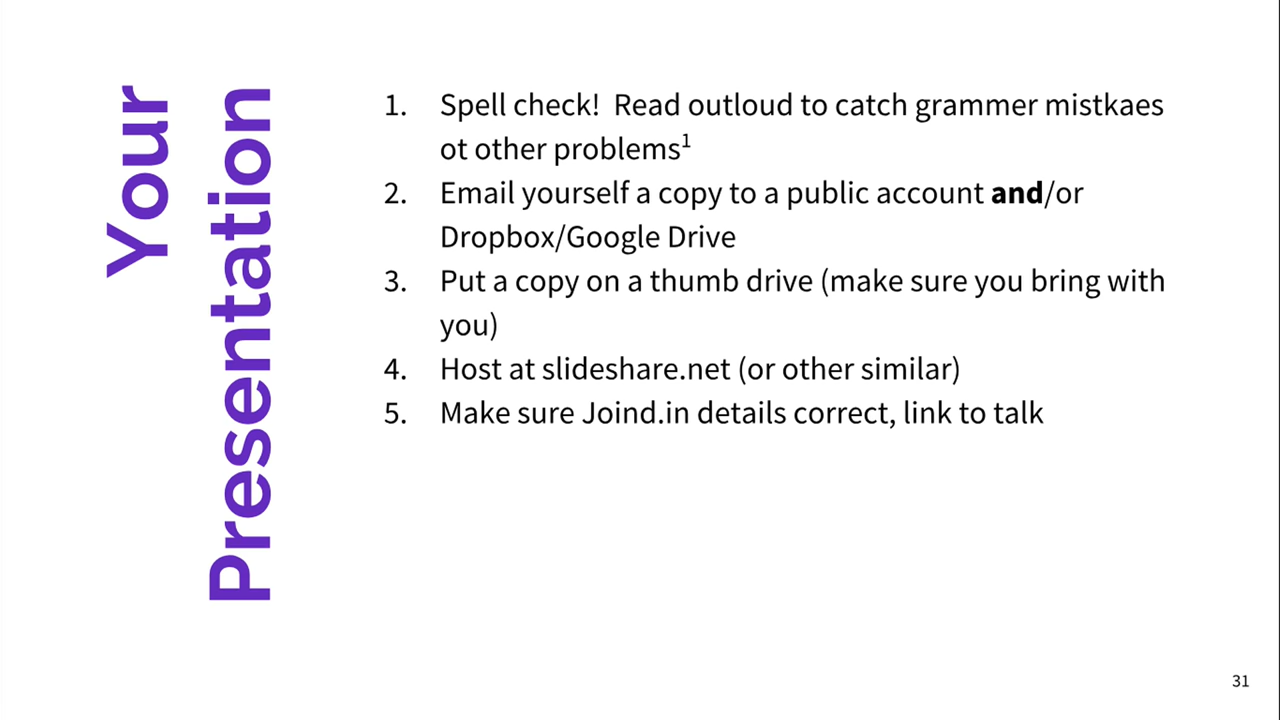 Your
Presentation
1. Spell check!  Read outloud to catch grammer mistkaes
ot other problems¹
2. Email yourself a copy to a public account and/or
Dropbox/Google Drive
3. Put a copy on a thumb drive (make sure you bring with
you)
4. Host at slideshare.net (or other similar)
5. Make sure Joind.in details correct, link to talk
31